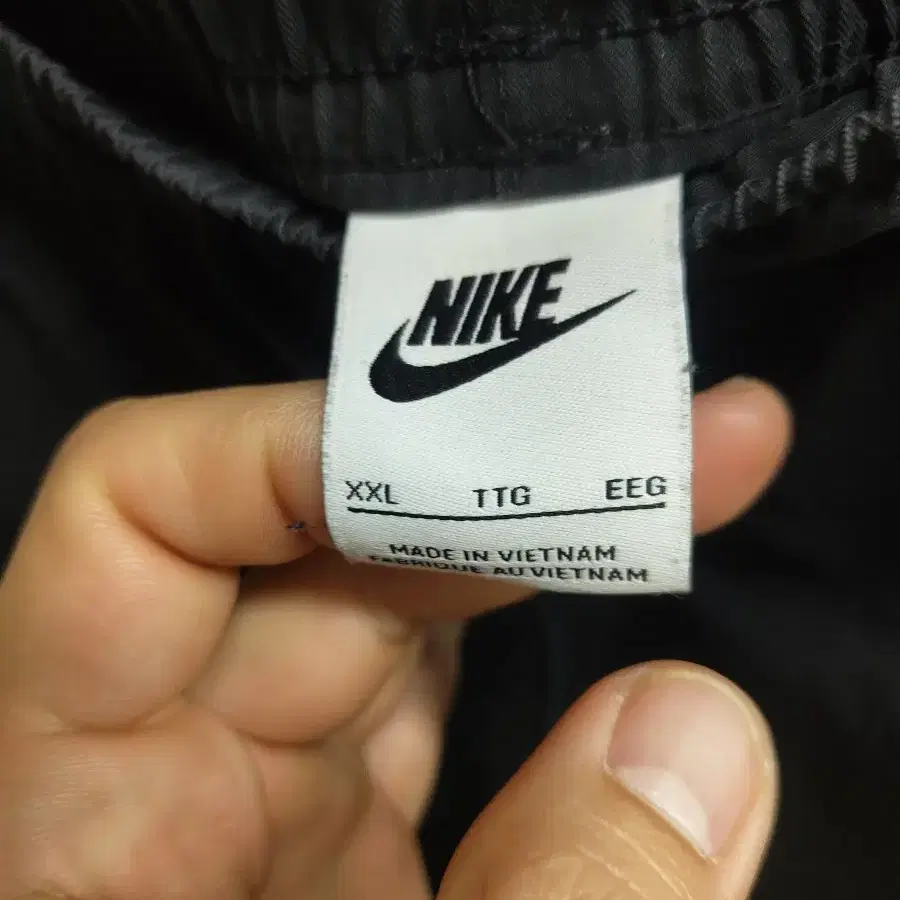 NIKE
XXL TTG EEG
MADE IN VIETNAM
FABRIQUE AU VIETNAM